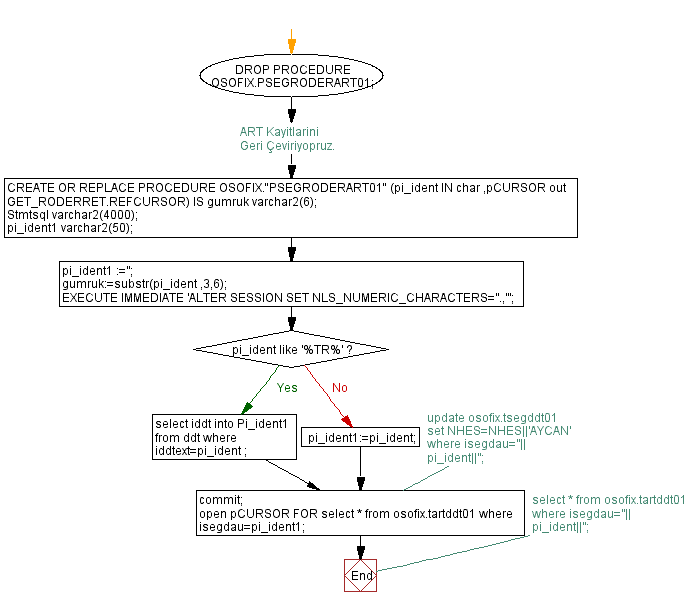 DROP PROCEDURE
OSOFIX.PSEGRODERART01;
ART Kayitlarini
Geri Çeviriyopruz.
CREATE OR REPLACE PROCEDURE OSOFIX."PSEGRODERART01" (pi_ident IN char ,pCURSOR out
GET_RODERRET.REFCURSOR) IS gumruk varchar2(6);
Stmtsql varchar2(4000);
pi_ident1 varchar2(50);
pi_ident1 :='';
gumruk:=substr(pi_ident ,3,6);
EXECUTE IMMEDIATE 'ALTER SESSION SET NLS_NUMERIC_CHARACTERS=''.,''';
pi_ident like '%TR%' ?
Yes
No
select iddt into Pi_ident1
from ddt where
iddtext=pi_ident ;
pi_ident1:=pi_ident;
update osofix.tsegddt01
set NHES=NHES||'AYCAN'
where isegdau=''||
pi_ident||'';
commit;
open pCURSOR FOR select * from osofix.tartddt01 where
isegdau=pi_ident1;
select * from osofix.tartddt01
where isegdau=''||
pi_ident||'';
End